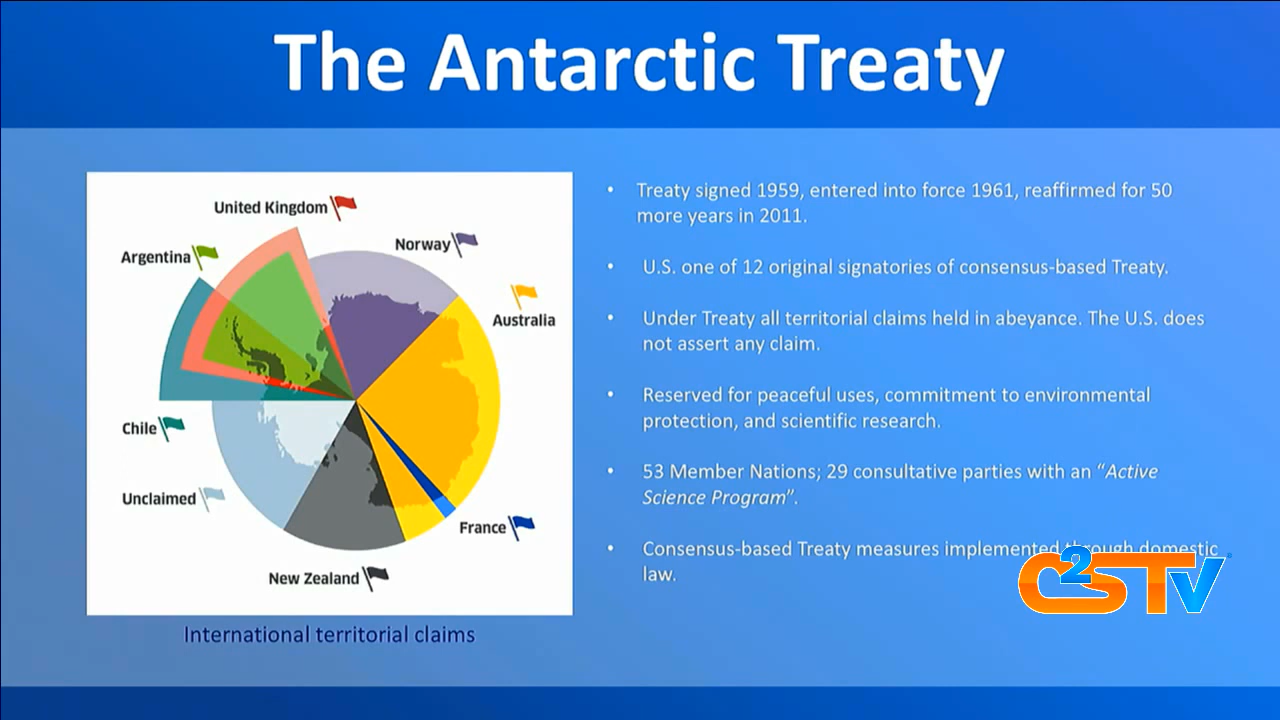 The Antarctic Treaty
United Kingdom
Argentina
Norway
Australia
Chile
Unclaimed
France
New Zealand
International territorial claims
• Treaty signed 1959, entered into force 1961, reaffirmed for 50
more years in 2011.
• U.S. one of 12 original signatories of consensus-based Treaty.
• Under Treaty all territorial claims held in abeyance. The U.S. does
not assert any claim.
• Reserved for peaceful uses, commitment to environmental
protection, and scientific research.
• 53 Member Nations; 29 consultative parties with an “Active
Science Program”.
• Consensus-based Treaty measures implemented through domestic
law.
C2STV